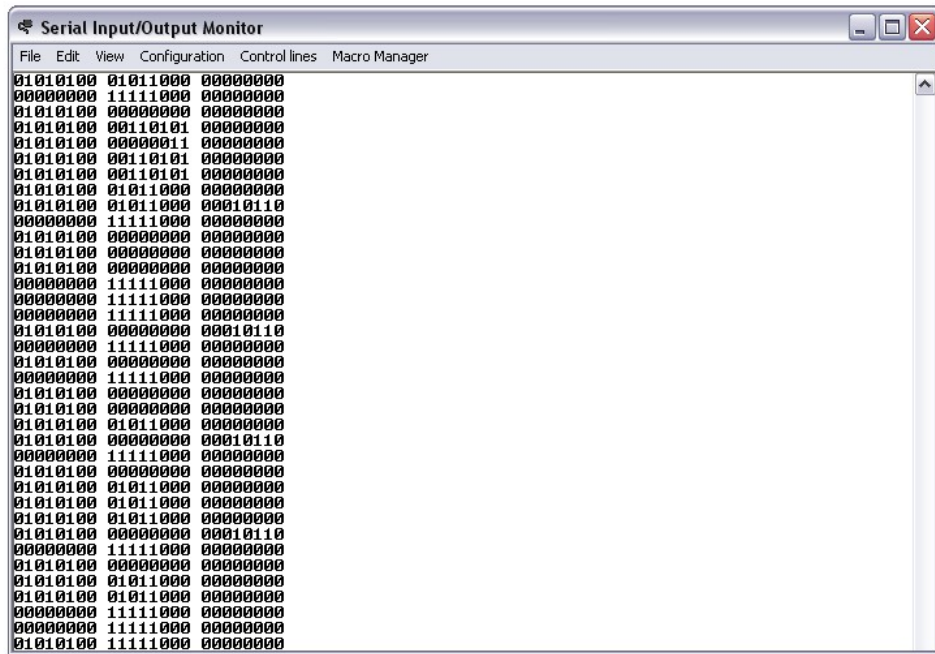 Serial Input/Output Monitor
File Edit View Configuration Control lines Macro Manager
01010100 01011000 00000000
00000000 11111000 00000000
01010100 00000000 00000000
01010100 00110101 00000000
01010100 00000011 00000000
01010100 00110101 00000000
01010100 00110101 00000000
01010100 01011000 00000000
01010100 01011000 00010110
00000000 11111000 00000000
01010100 00000000 00000000
01010100 00000000 00000000
01010100 00000000 00000000
00000000 11111000 00000000
00000000 11111000 00000000
00000000 11111000 00000000
01010100 00000000 00010110
00000000 11111000 00000000
01010100 00000000 00000000
00000000 11111000 00000000
01010100 00000000 00000000
01010100 00000000 00000000
01010100 01011000 00000000
01010100 00000000 00010110
00000000 11111000 00000000
01010100 00000000 00000000
01010100 01011000 00000000
01010100 01011000 00000000
01010100 01011000 00000000
01010100 00000000 00010110
00000000 11111000 00000000
01010100 00000000 00000000
01010100 01011000 00000000
01010100 01011000 00000000
00000000 11111000 00000000
00000000 11111000 00000000
01010100 11111000 00000000